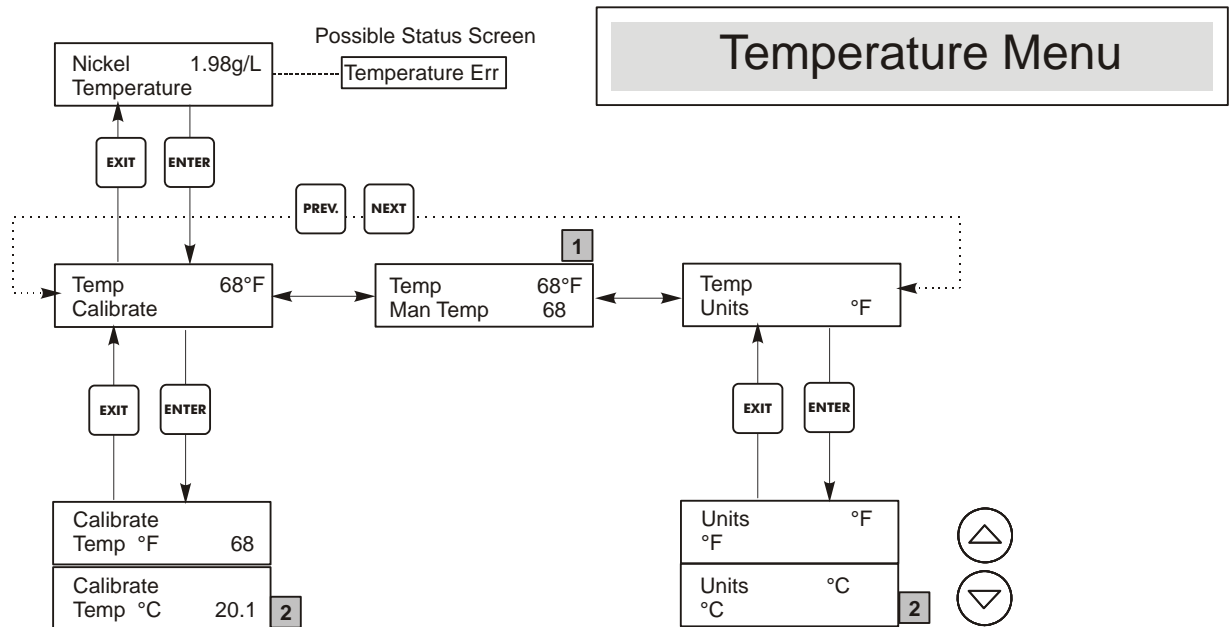 Possible Status Screen
Temperature Menu
Nickel 1.98g/L
Temperature
Temperature Err
EXIT ENTER
PREV. NEXT
1
Temp 68°F
Calibrate
Temp 68°F
Man Temp 68
Temp
Units °F
EXIT ENTER
EXIT ENTER
Calibrate
Temp °F 68
Calibrate
Temp °C 20.1
2
Units °F
°F
Units °C
°C
2